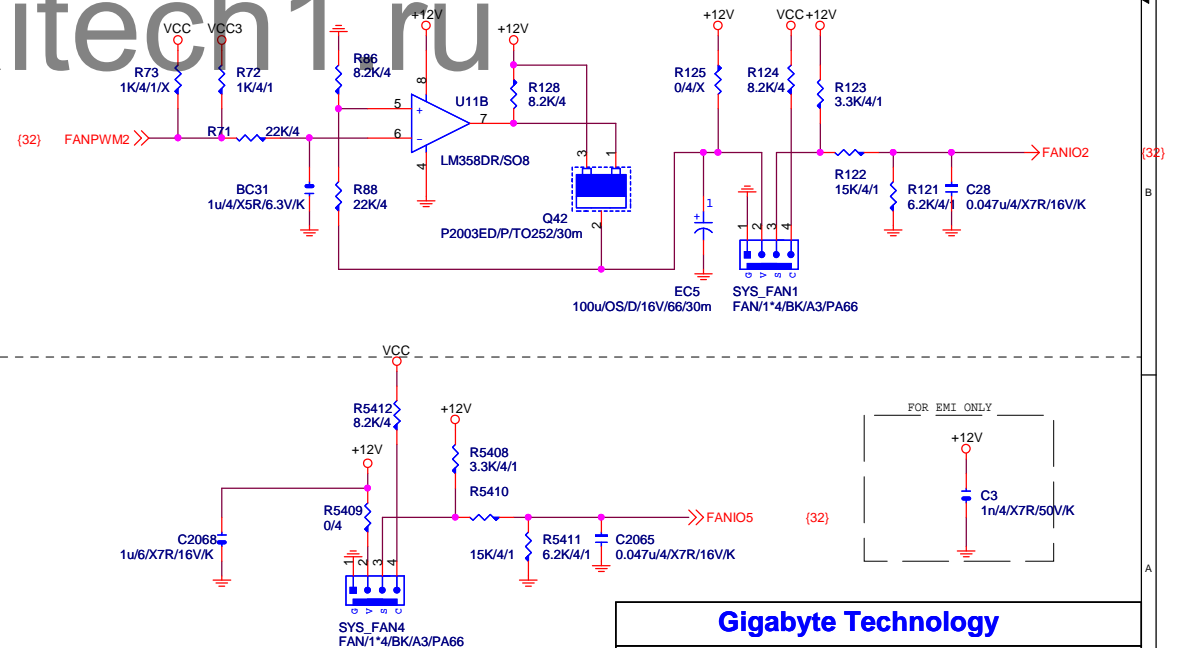 itech1.ru
VCC
VCC3
+12V
+12V
+12V
VCC
+12V
R73
1K/4/1/X
R72
1K/4/1
R86
8.2K/4
8
U11B
R128
8.2K/4
R125
0/4/X
R124
8.2K/4
R123
3.3K/4/1
{32}
FANPWM2
R71
22K/4
5
+
6
-
7
4
LM358DR/SO8
3
1
FANIO2
{32}
BC31
1u/4/X5R/6.3V/K
R88
22K/4
Q42
P2003ED/P/TO252/30m
2
+
1
1
2
3
4
R122
15K/4/1
R121
6.2K/4/1
C28
0.047u/4/X7R/16V/K
B
G
V
S
C
EC5
100u/OS/D/16V/66/30m
SYS_FAN1
FAN/1*4/BK/A3/PA66
VCC
R5412
8.2K/4
+12V
+12V
R5408
3.3K/4/1
R5410
R5409
0/4
FANIO5
{32}
C2068
1u/6/X7R/16V/K
15K/4/1
R5411
6.2K/4/1
C2065
0.047u/4/X7R/16V/K
1
2
3
4
G
V
S
C
SYS_FAN4
FAN/1*4/BK/A3/PA66
FOR EMI ONLY
+12V
C3
1n/4/X7R/50V/K
A
Gigabyte Technology